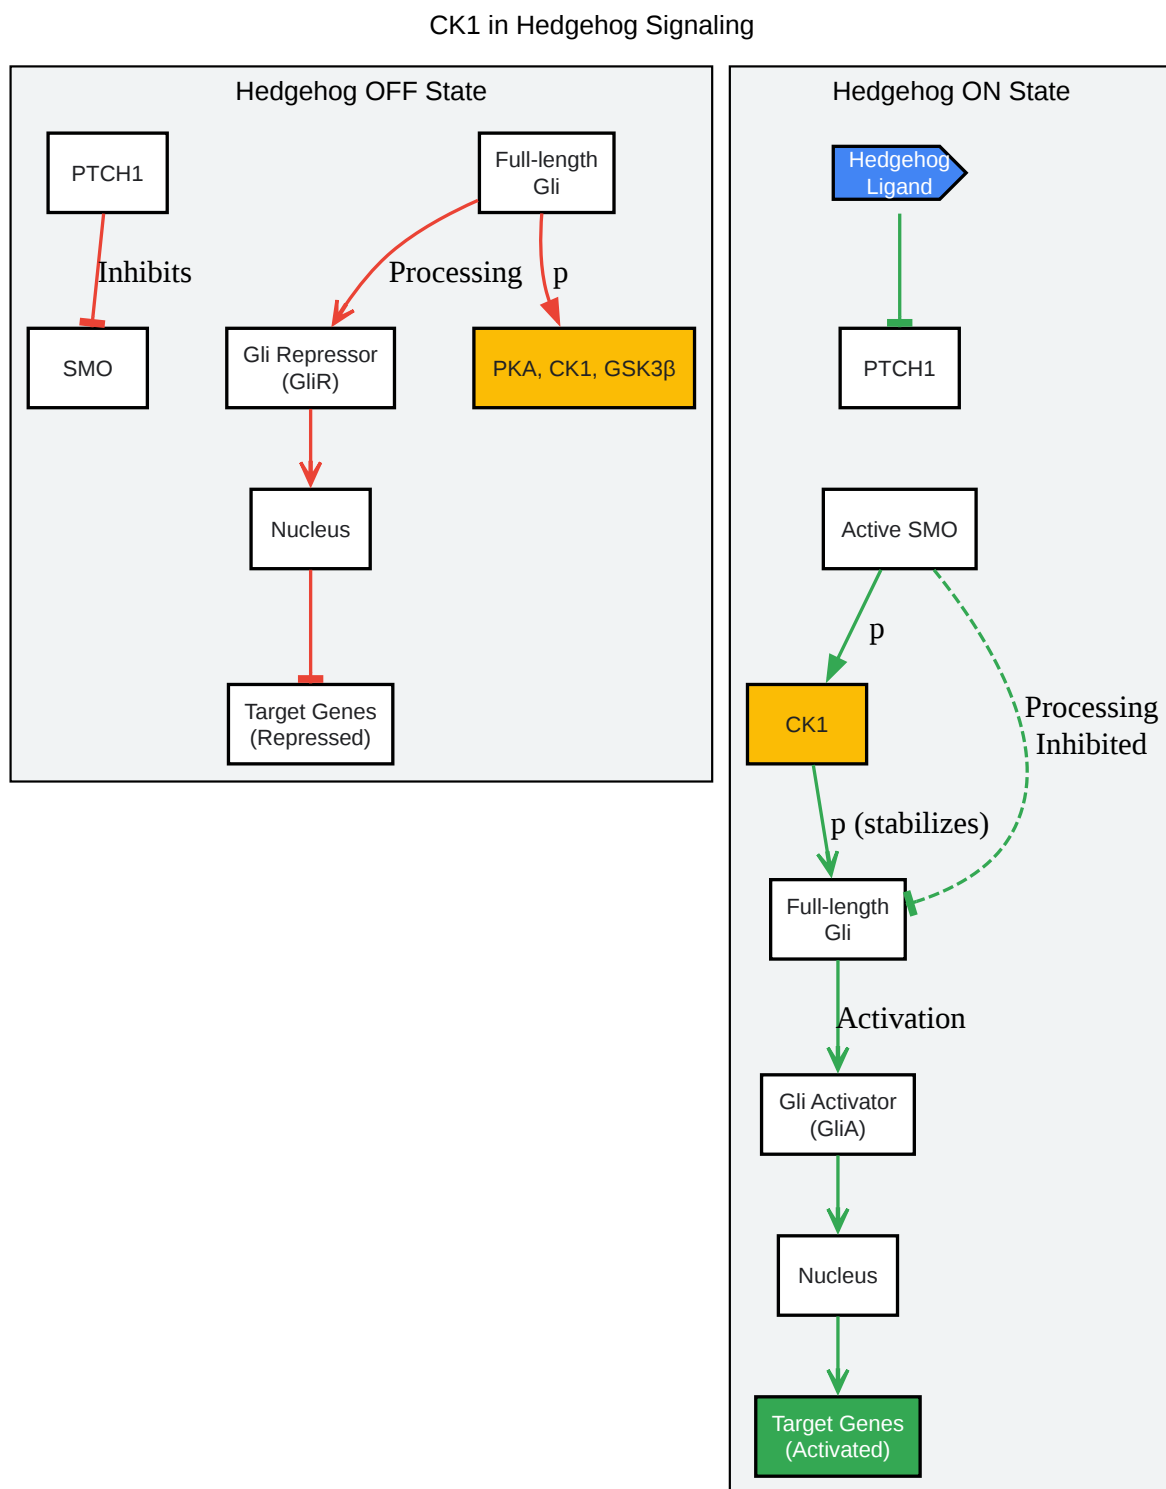 CK1 in Hedgehog Signaling
Hedgehog OFF State
PTCH1
Full-length
Gli
Inhibits
Processing
p
SMO
Gli Repressor
(GliR)
PKA, CK1, GSK3β
Nucleus
Target Genes
(Repressed)
Hedgehog ON State
Hedgehog
Ligand
PTCH1
Active SMO
p
CK1
Processing
Inhibited
p (stabilizes)
Full-length
Gli
Activation
Gli Activator
(GliA)
Nucleus
Target Genes
(Activated)